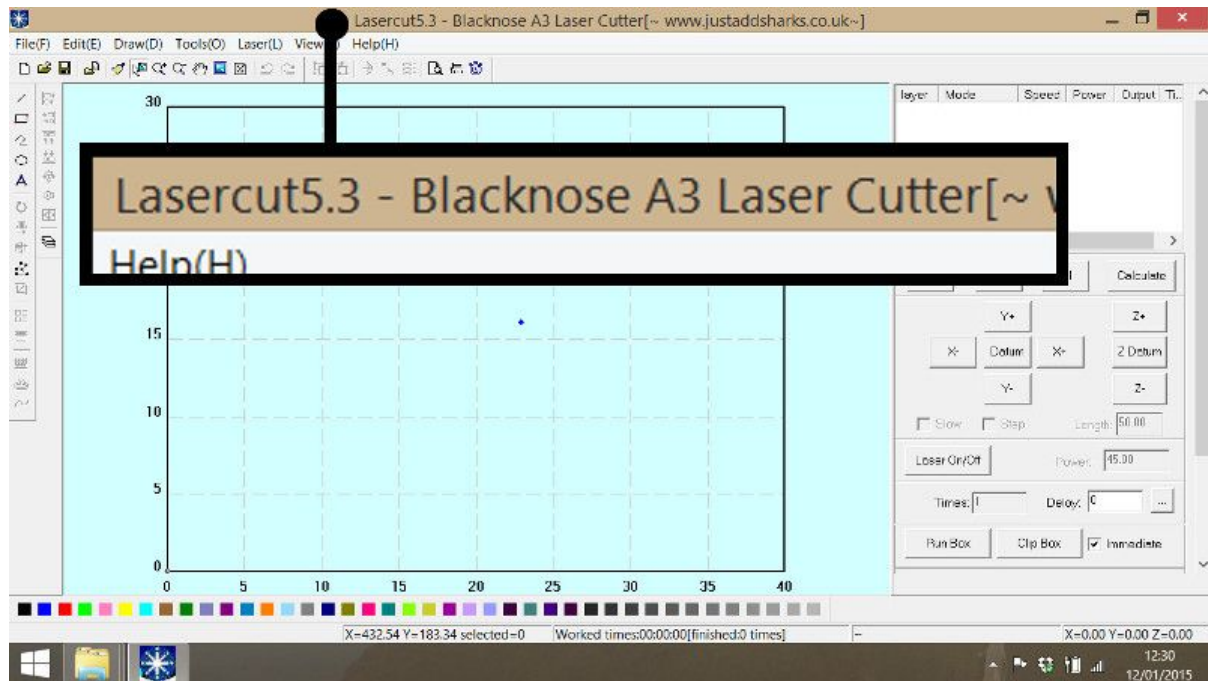 Lasercut5.3 - Blacknose A3 Laser Cutter[~ www.justaddsharks.co.uk~]
File(F) Edit(E) Draw(D) Tools(O) Laser(L) View Help(H)
layer Mode Speed Power Output Ti..
30
Lasercut5.3 - Blacknose A3 Laser Cutter[~ w
Help(H)
Calculate
Y+ Z+
15
X- Datum X+ Z Datum
Y- Z-
10
Slow Step Length: 50.00
Laser On/Off Power: 45.00
5
Times: 1 Delay: 0 ...
Run Box Clip Box Immediate
0
0 5 10 15 20 25 30 35 40
X=432.54 Y=183.34 selected=0 Worked times:00:00:00[finished:0 times] -- X=0.00 Y=0.00 Z=0.00
12:30
12/01/2015